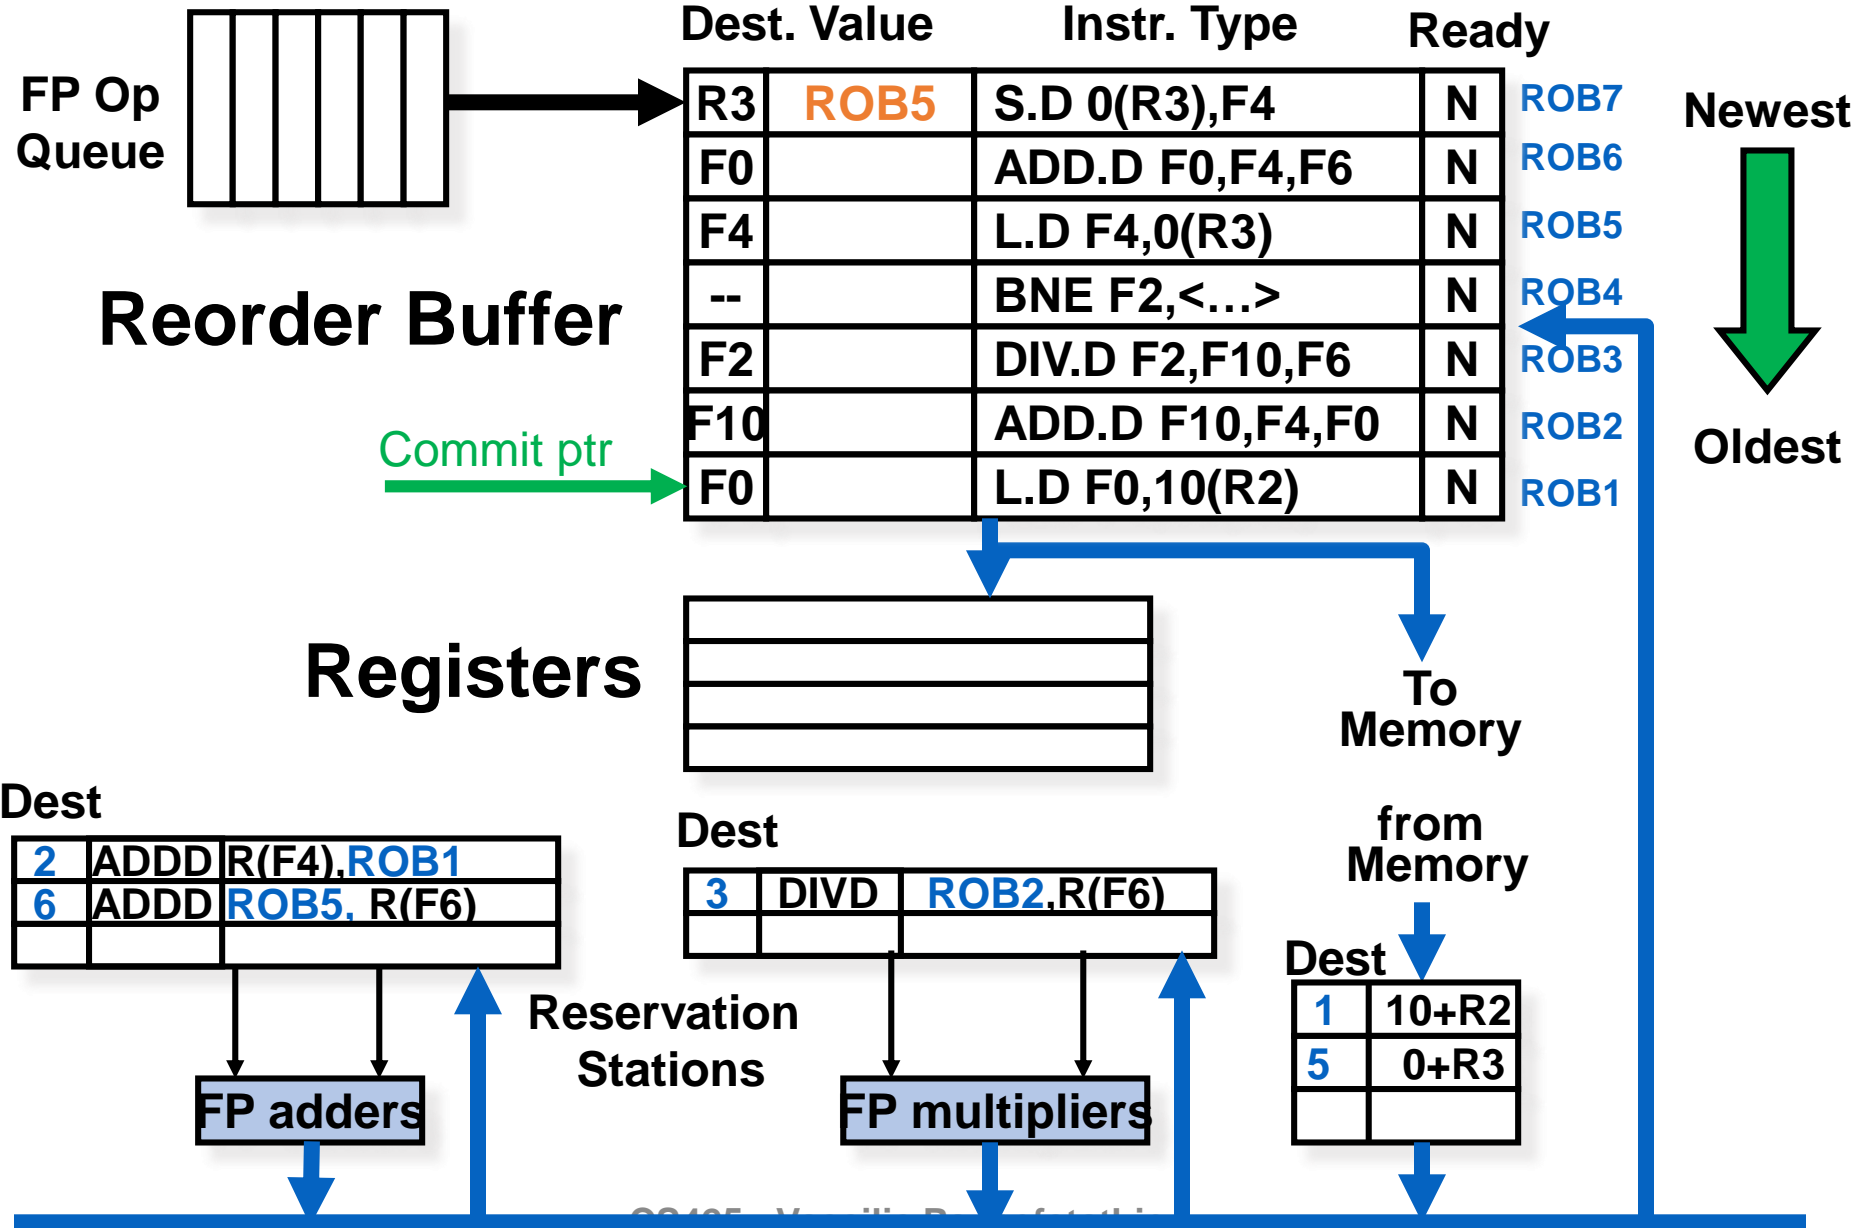 Dest. Value Instr. Type Ready
FP Op
Queue
R3 ROB5 S.D 0(R3),F4 N ROB7
F0 ADD.D F0,F4,F6 N ROB6
F4 L.D F4,0(R3) N ROB5
-- BNE F2,<...> N ROB4
F2 DIV.D F2,F10,F6 N ROB3
F10 ADD.D F10,F4,F0 N ROB2
F0 L.D F0,10(R2) N ROB1
Newest
Oldest
Reorder Buffer
Commit ptr
Registers
To
Memory
from
Memory
Dest
2 ADDD R(F4),ROB1
6 ADDD ROB5, R(F6)
Dest
3 DIVD ROB2,R(F6)
Dest
1 10+R2
5 0+R3
Reservation
Stations
FP adders
FP multipliers